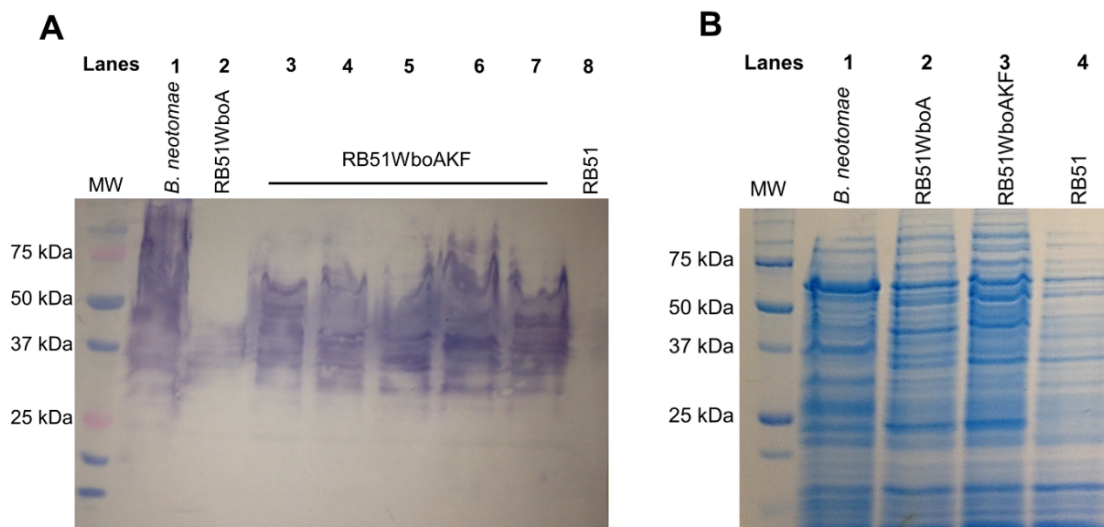 A
Lanes 1 2 3 4 5 6 7 8
MW
B. neotomae
RB51WboA
RB51WboAKF
RB51
75 kDa
50 kDa
37 kDa
25 kDa
B
Lanes 1 2 3 4
MW
B. neotomae
RB51WboA
RB51WboAKF
RB51
75 kDa
50 kDa
37 kDa
25 kDa